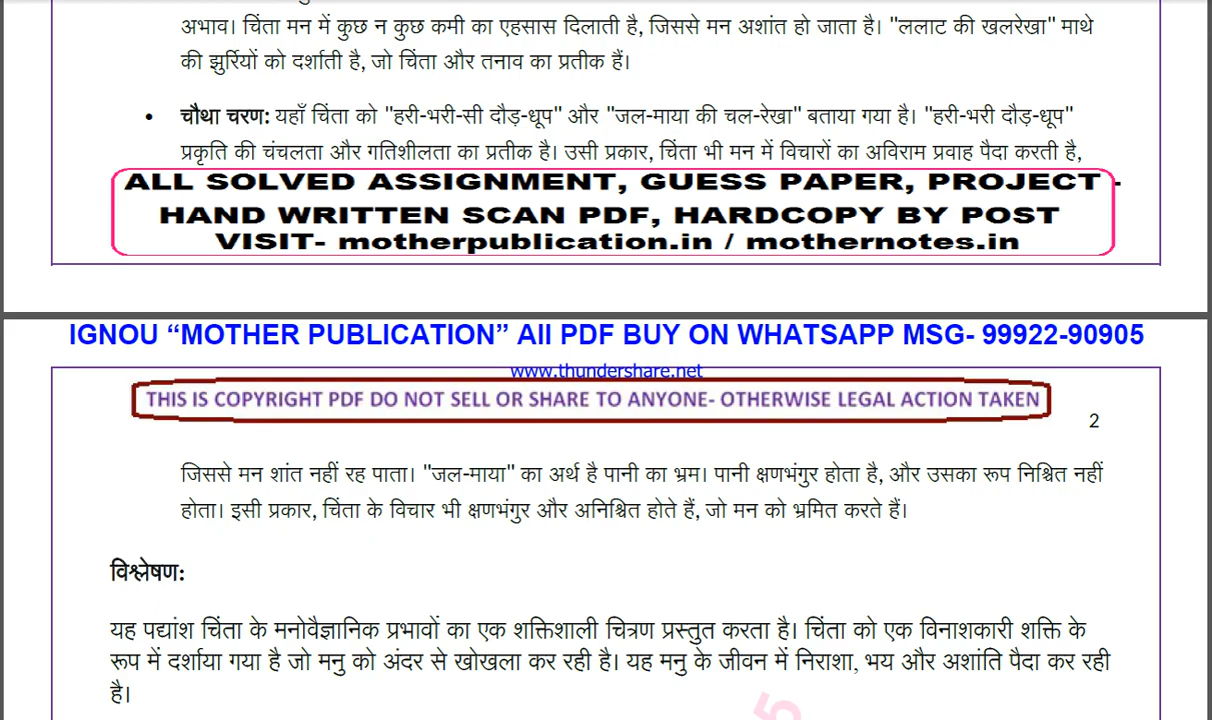 अभाव। चिंता मन में कुछ न कुछ कमी का एहसास दिलाती है, जिससे मन अशांत हो जाता है। "ललाट की खलरेखा" माथे
की झुर्रियों को दर्शाती है, जो चिंता और तनाव का प्रतीक हैं।
• चौथा चरण: यहाँ चिंता को "हरी-भरी-सी दौड़-धूप" और "जल-माया की चल-रेखा" बताया गया है। "हरी-भरी दौड़-धूप"
प्रकृति की चंचलता और गतिशीलता का प्रतीक है। उसी प्रकार, चिंता भी मन में विचारों का अविराम प्रवाह पैदा करती है,
ALL SOLVED ASSIGNMENT, GUESS PAPER, PROJECT -
HAND WRITTEN SCAN PDF, HARDCOPY BY POST
VISIT- motherpublication.in / mothernotes.in
IGNOU “MOTHER PUBLICATION” All PDF BUY ON WHATSAPP MSG- 99922-90905
www.thundershare.net
THIS IS COPYRIGHT PDF DO NOT SELL OR SHARE TO ANYONE- OTHERWISE LEGAL ACTION TAKEN
2
जिससे मन शांत नहीं रह पाता। "जल-माया" का अर्थ है पानी का भ्रम। पानी क्षणभंगुर होता है, और उसका रूप निश्चित नहीं
होता। इसी प्रकार, चिंता के विचार भी क्षणभंगुर और अनिश्चित होते हैं, जो मन को भ्रमित करते हैं।
विश्लेषण:
यह पद्यांश चिंता के मनोवैज्ञानिक प्रभावों का एक शक्तिशाली चित्रण प्रस्तुत करता है। चिंता को एक विनाशकारी शक्ति के
रूप में दर्शाया गया है जो मनु को अंदर से खोखला कर रही है। यह मनु के जीवन में निराशा, भय और अशांति पैदा कर रही
है।
5